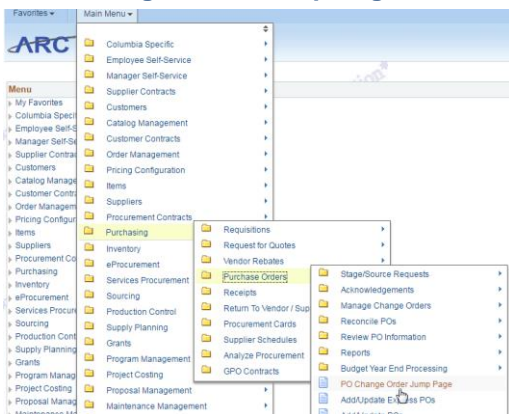 Favorites Main Menu
ARC
Columbia Specific
Employee Self-Service
Manager Self-Service
Supplier Contracts
Customers
Catalog Management
Customer Contracts
Order Management
Pricing Configuration
Items
Suppliers
Procurement Contracts
Purchasing
Inventory
eProcurement
Services Procurement
Sourcing
Production Control
Supply Planning
Grants
Program Management
Project Costing
Proposal Management
Maintenance Management
Menu
My Favorites
Columbia Speci
Employee Self-S
Manager Self-Se
Supplier Contrac
Customers
Catalog Manage
Customer Contra
Order Managem
Pricing Configur
Items
Suppliers
Procurement Co
Purchasing
Inventory
eProcurement
Services Procure
Sourcing
Production Cont
Supply Planning
Grants
Program Manag
Project Costing
Proposal Manag
Requisitions
Request for Quotes
Vendor Rebates
Purchase Orders
Receipts
Return To Vendor / Sup
Procurement Cards
Supplier Schedules
Analyze Procurement
GPO Contracts
Stage/Source Requests
Acknowledgements
Manage Change Orders
Reconcile POs
Review PO Information
Reports
Budget Year End Processing
PO Change Order Jump Page
Add/Update Express POs